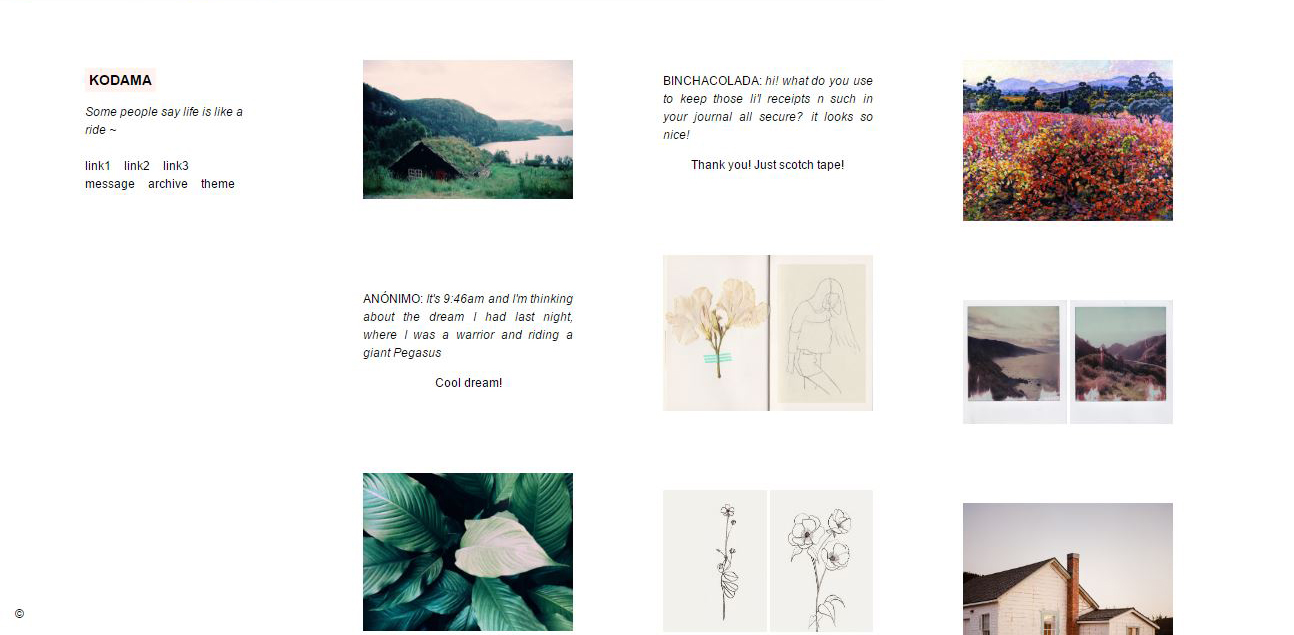 KODAMA
Some people say life is like a
ride ~
link1 link2 link3
message archive theme
ANÓNIMO: It's 9:46am and I'm thinking
about the dream I had last night,
where I was a warrior and riding a
giant Pegasus
Cool dream!
BINCHACOLADA: hi! what do you use
to keep those li'l receipts n such in
your journal all secure? it looks so
nice!
Thank you! Just scotch tape!
©